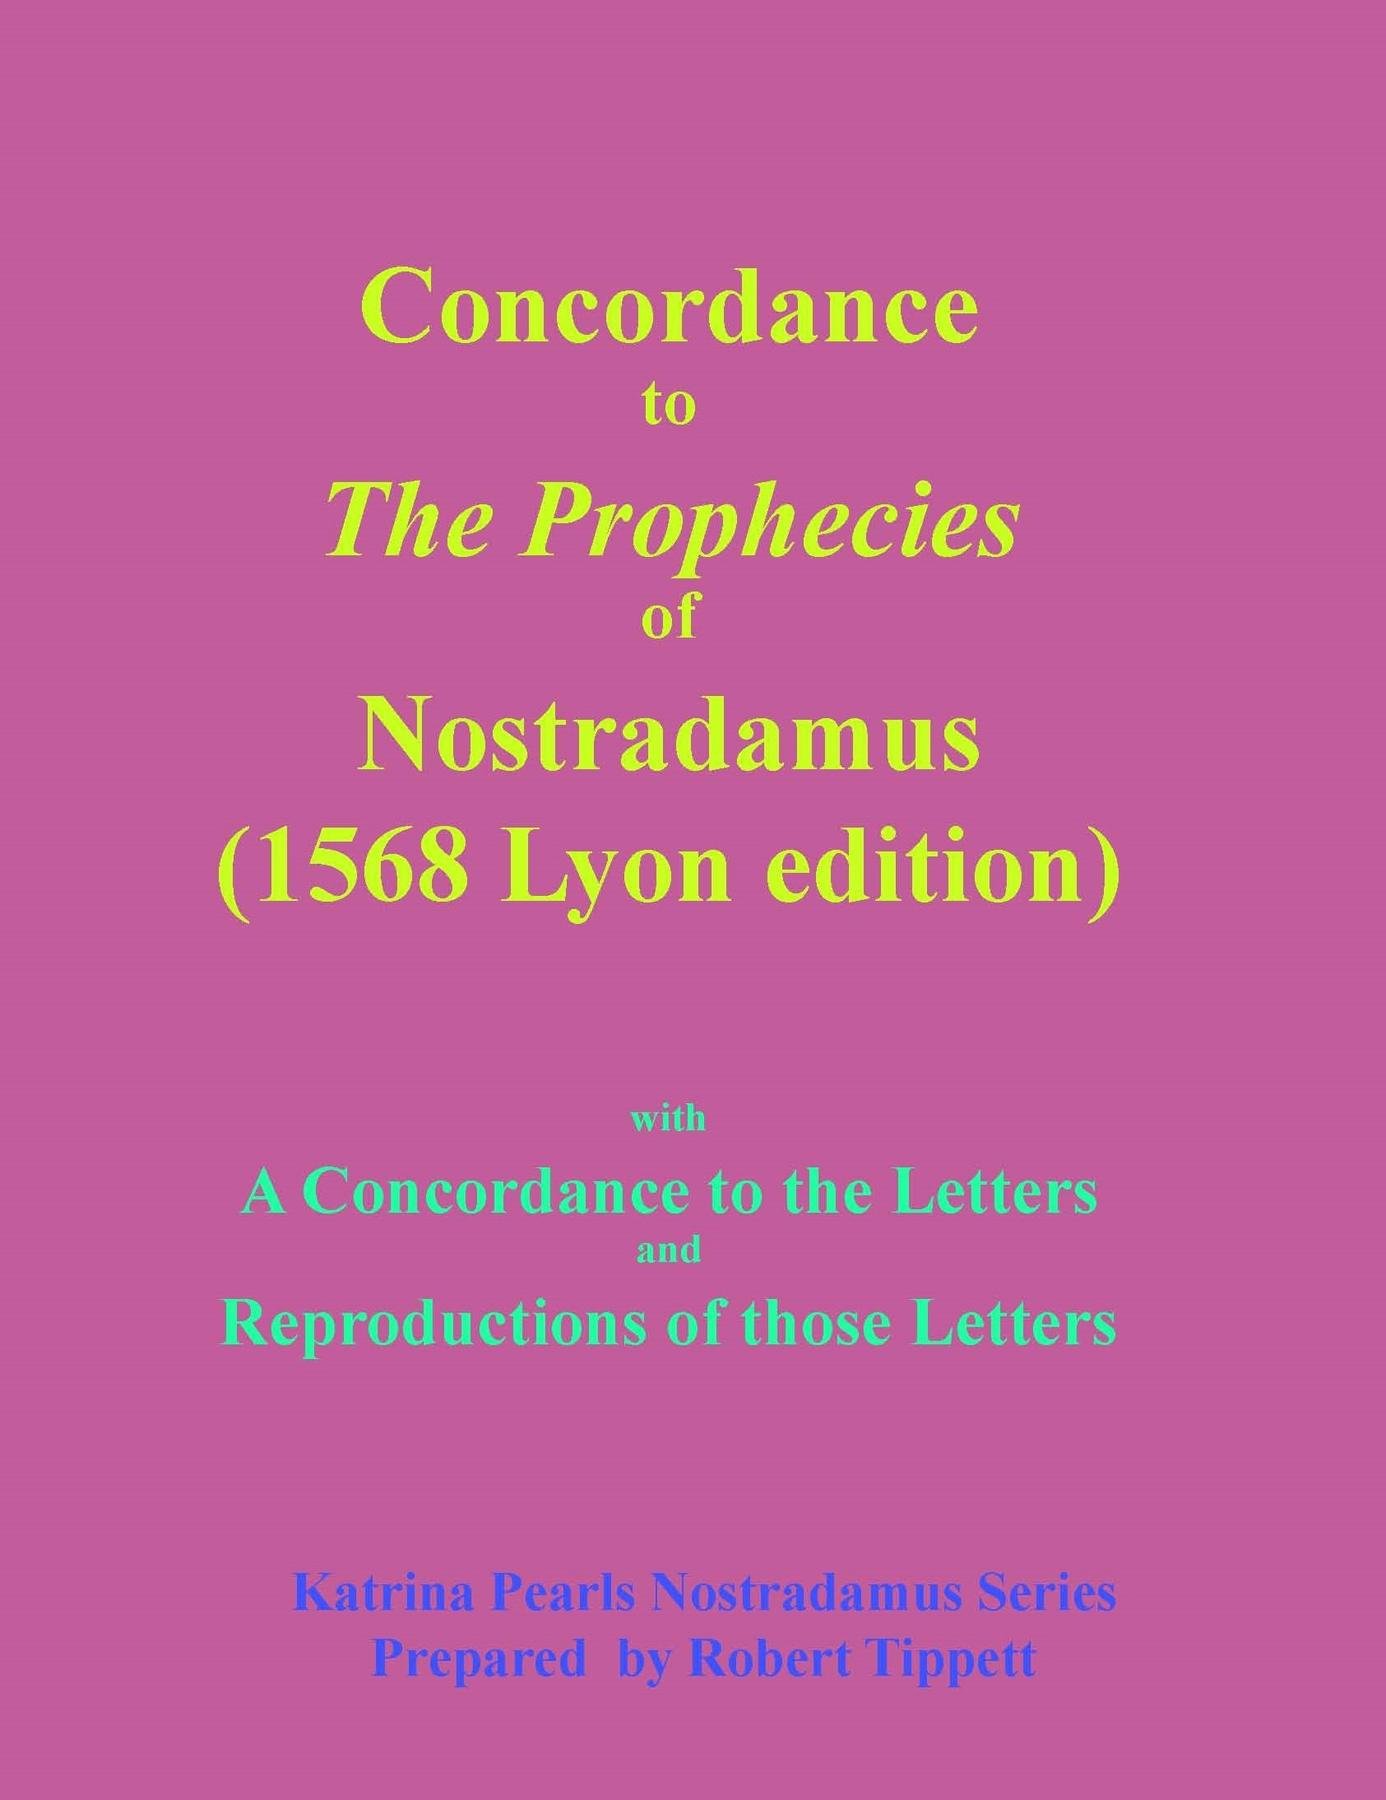 Concordance
to
The Prophecies
of
Nostradamus
(1568 Lyon edition)
with
A Concordance to the Letters
and
Reproductions of those Letters
Katrina Pearls Nostradamus Series
Prepared by Robert Tippett